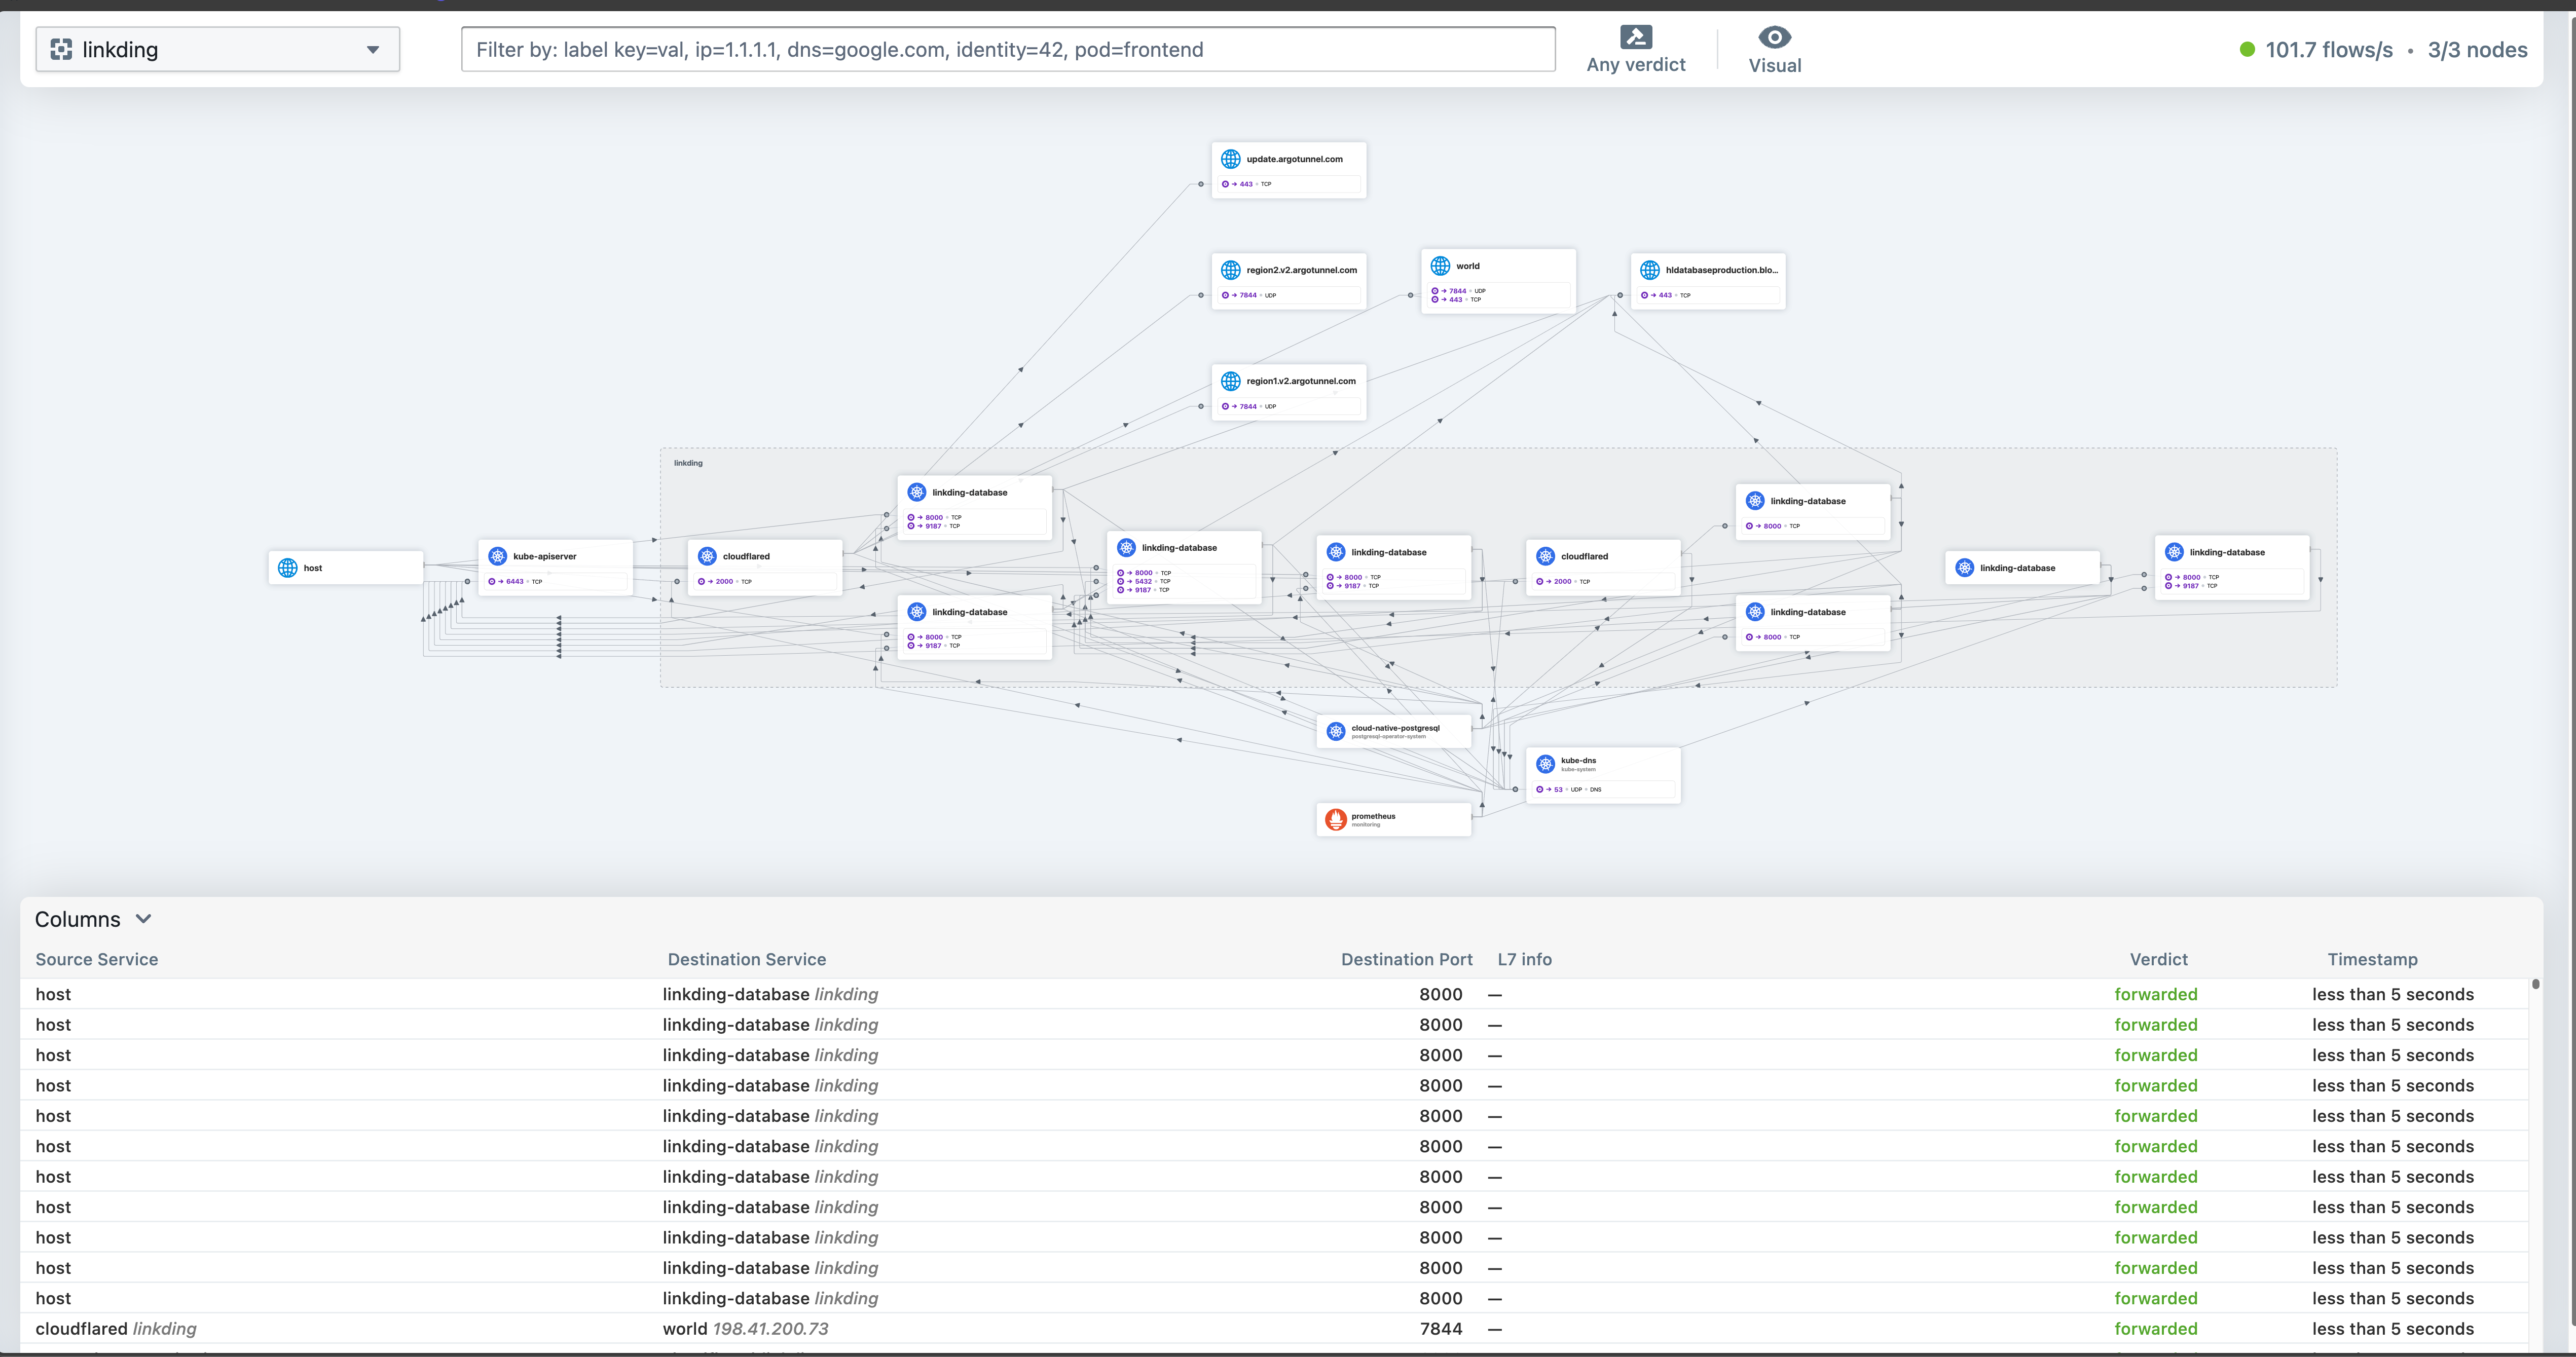 linkding
Filter by: label key=val, ip=1.1.1.1, dns=google.com, identity=42, pod=frontend
Any verdict
Visual
101.7 flows/s • 3/3 nodes
update.argotunnel.com
→ 443 • TCP
region2.v2.argotunnel.com
→ 7844 • UDP
world
→ 7844 • UDP
→ 443 • TCP
hldatabaseproduction.blo...
→ 443 • TCP
region1.v2.argotunnel.com
→ 7844 • UDP
linkding
host
kube-apiserver
→ 6443 • TCP
cloudflared
→ 2000 • TCP
linkding-database
→ 8000 • TCP
→ 9187 • TCP
linkding-database
→ 8000 • TCP
→ 9187 • TCP
linkding-database
→ 8000 • TCP
→ 5432 • TCP
→ 9187 • TCP
linkding-database
→ 8000 • TCP
→ 9187 • TCP
cloudflared
→ 2000 • TCP
linkding-database
→ 8000 • TCP
linkding-database
→ 8000 • TCP
linkding-database
linkding-database
→ 8000 • TCP
→ 9187 • TCP
cloud-native-postgresql
postgresql-operator-system
kube-dns
kube-system
→ 53 • UDP • DNS
prometheus
monitoring
Columns
Source Service Destination Service Destination Port L7 info Verdict Timestamp
host linkding-database linkding 8000 — forwarded less than 5 seconds
host linkding-database linkding 8000 — forwarded less than 5 seconds
host linkding-database linkding 8000 — forwarded less than 5 seconds
host linkding-database linkding 8000 — forwarded less than 5 seconds
host linkding-database linkding 8000 — forwarded less than 5 seconds
host linkding-database linkding 8000 — forwarded less than 5 seconds
host linkding-database linkding 8000 — forwarded less than 5 seconds
host linkding-database linkding 8000 — forwarded less than 5 seconds
host linkding-database linkding 8000 — forwarded less than 5 seconds
host linkding-database linkding 8000 — forwarded less than 5 seconds
host linkding-database linkding 8000 — forwarded less than 5 seconds
cloudflared linkding world 198.41.200.73 7844 — forwarded less than 5 seconds